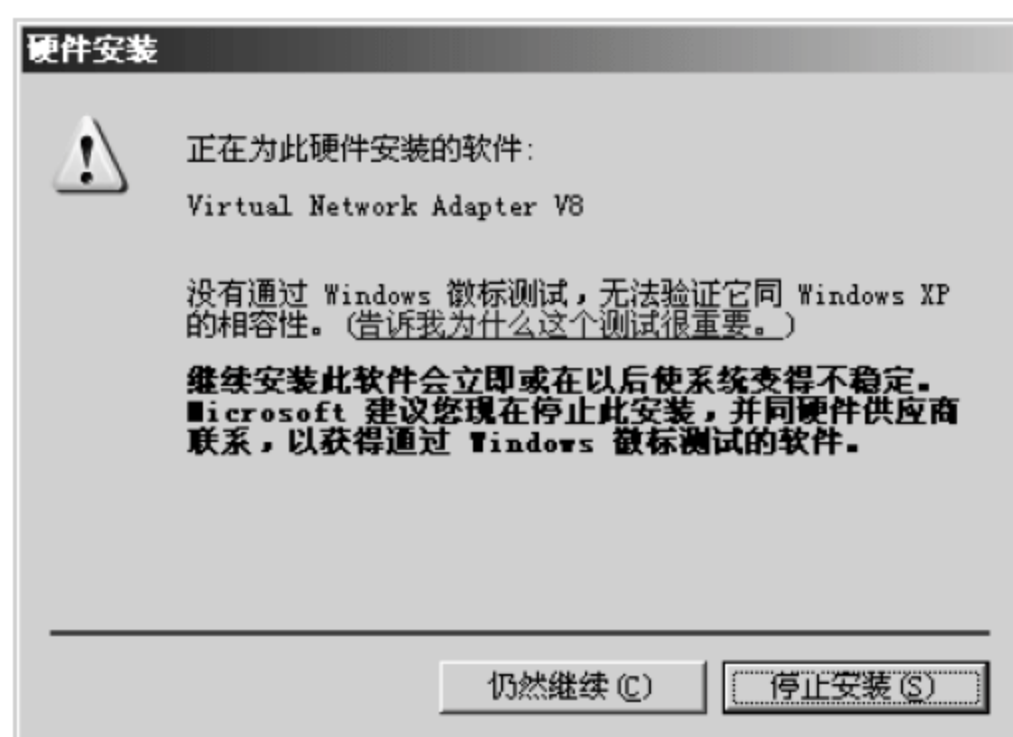 硬件安装
正在为此硬件安装的软件:
Virtual Network Adapter V8
没有通过 Windows 徽标测试，无法验证它同 Windows XP
的相容性。(告诉我为什么这个测试很重要。)
继续安装此软件会立即或在以后使系统变得不稳定。
Microsoft 建议您现在停止此安装，并同硬件供应商
联系，以获得通过 Windows 徽标测试的软件。
仍然继续(C) 停止安装(S)